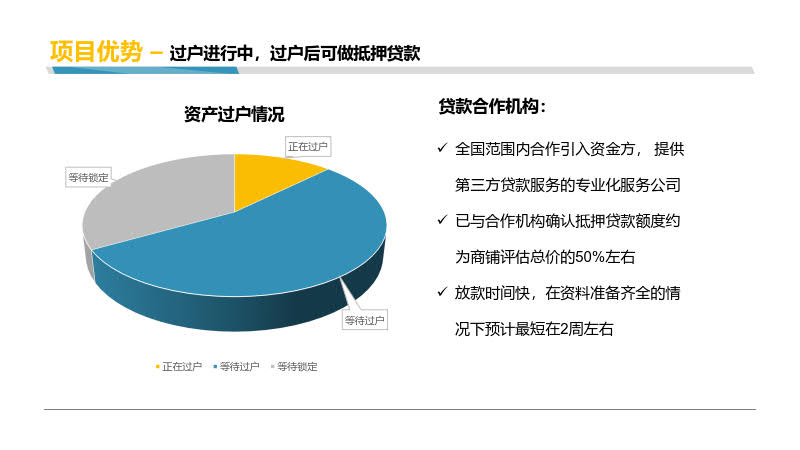 项目优势 – 过户进行中，过户后可做抵押贷款
资产过户情况
正在过户
等待锁定
等待过户
正在过户 等待过户 等待锁定
贷款合作机构：
✓ 全国范围内合作引入资金方， 提供
第三方贷款服务的专业化服务公司
✓ 已与合作机构确认抵押贷款额度约
为商铺评估总价的50%左右
✓ 放款时间快，在资料准备齐全的情
况下预计最短在2周左右